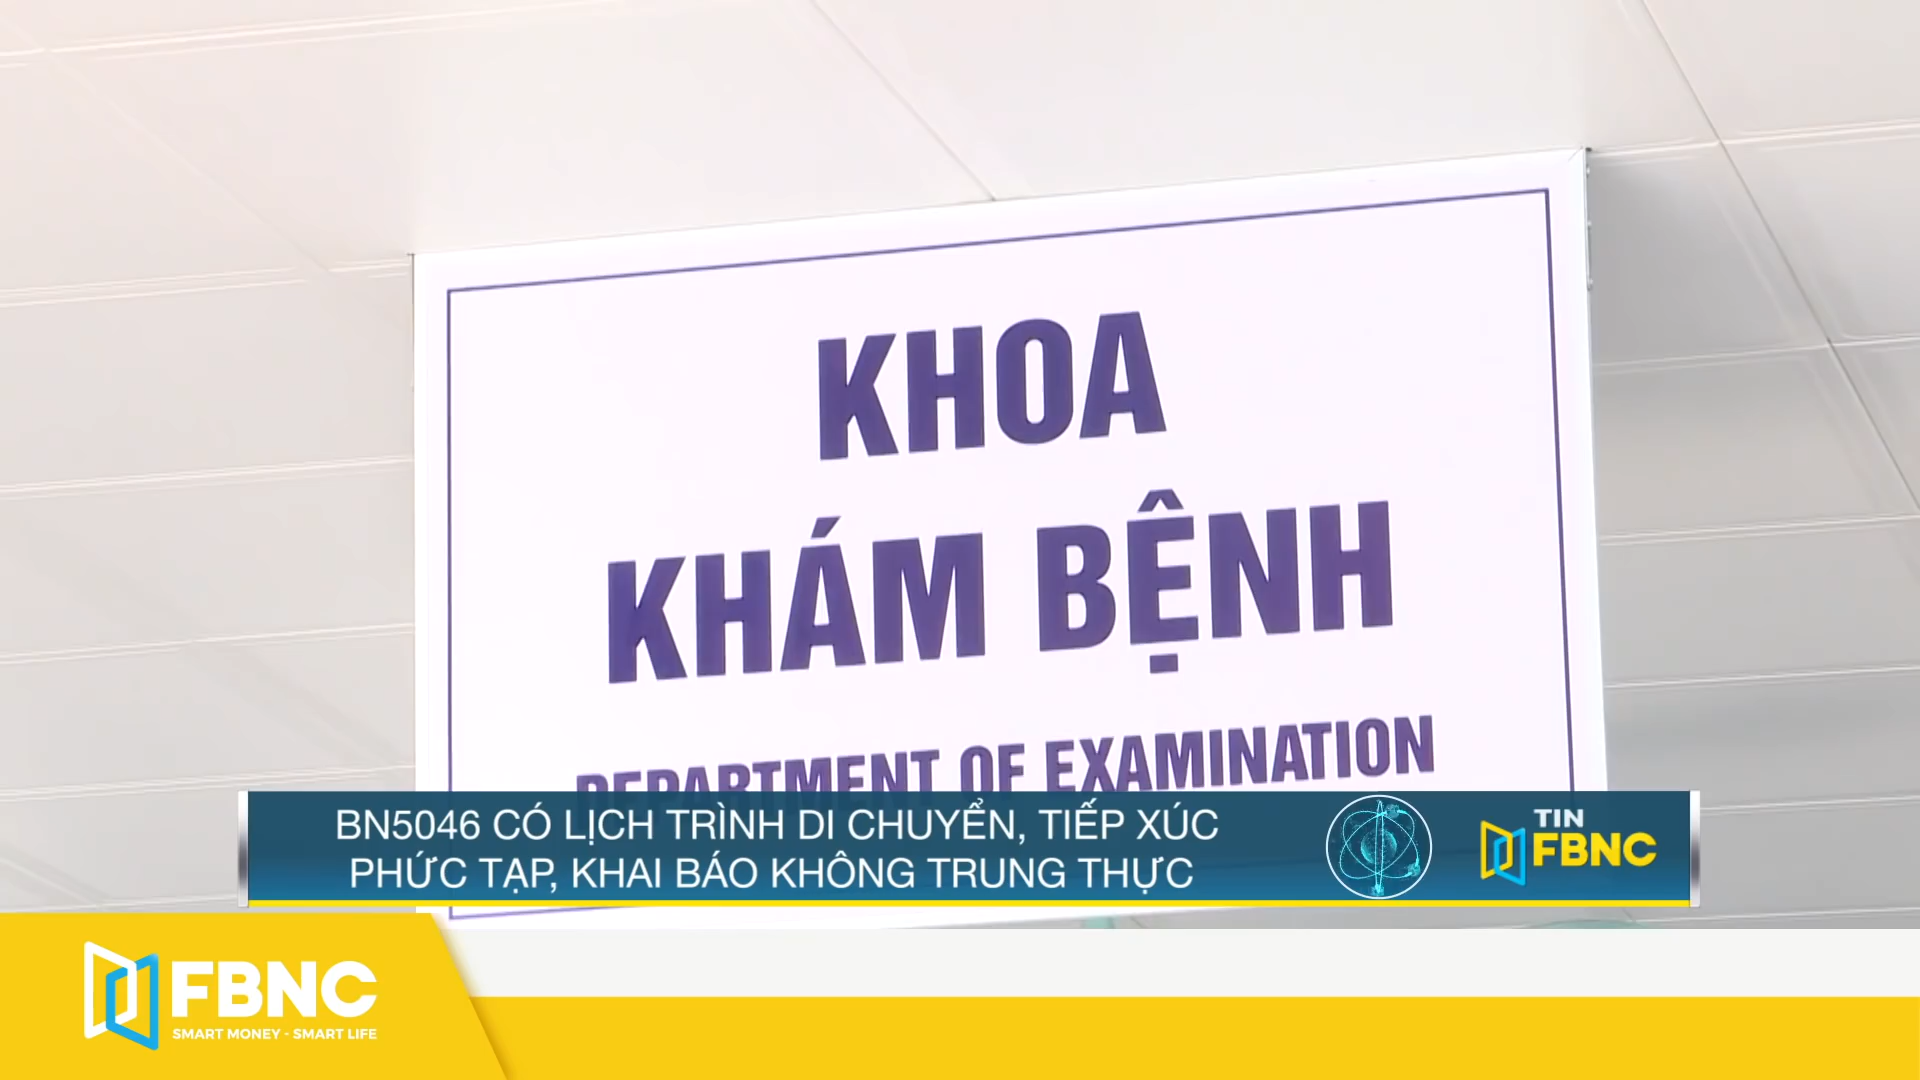 KHOA
KHÁM BỆNH
DEPARTMENT OF EXAMINATION
BN5046 CÓ LỊCH TRÌNH DI CHUYỂN, TIẾP XÚC
PHỨC TẠP, KHAI BÁO KHÔNG TRUNG THỰC
TIN
FBNC
FBNC
SMART MONEY - SMART LIFE